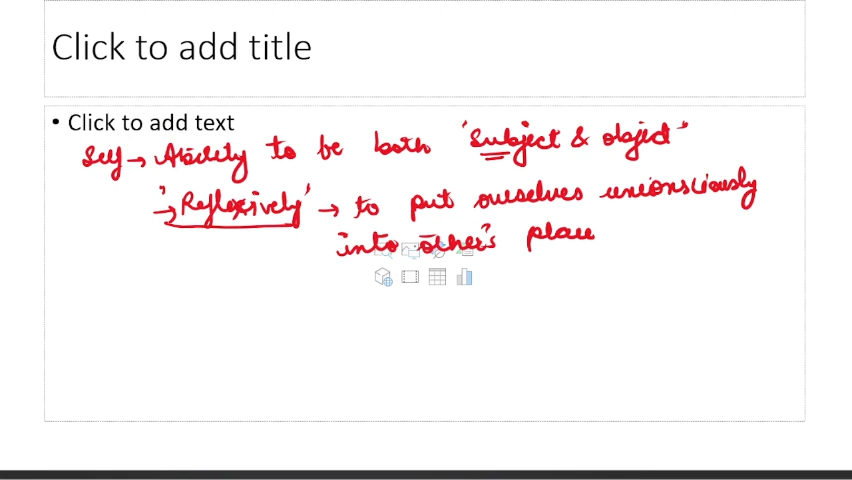 Click to add title
• Click to add text
Self → Ability to be both 'Subject & object"
→ 'Reflexively' → to put ourselves unconsciously
into other's place